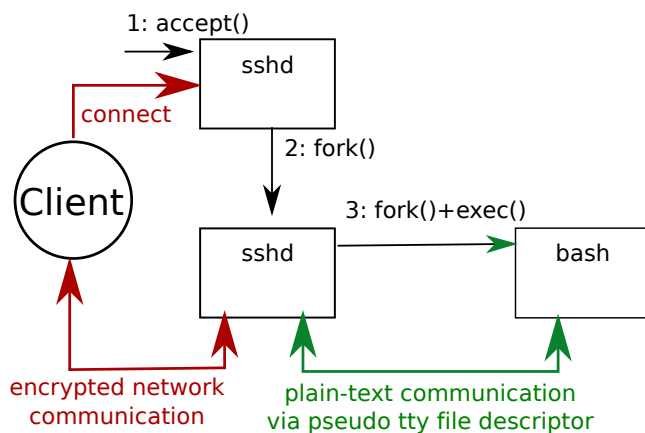 1: accept()
sshd
connect
2: fork()
Client
3: fork()+exec()
sshd
bash
encrypted network
communication
plain-text communication
via pseudo tty file descriptor